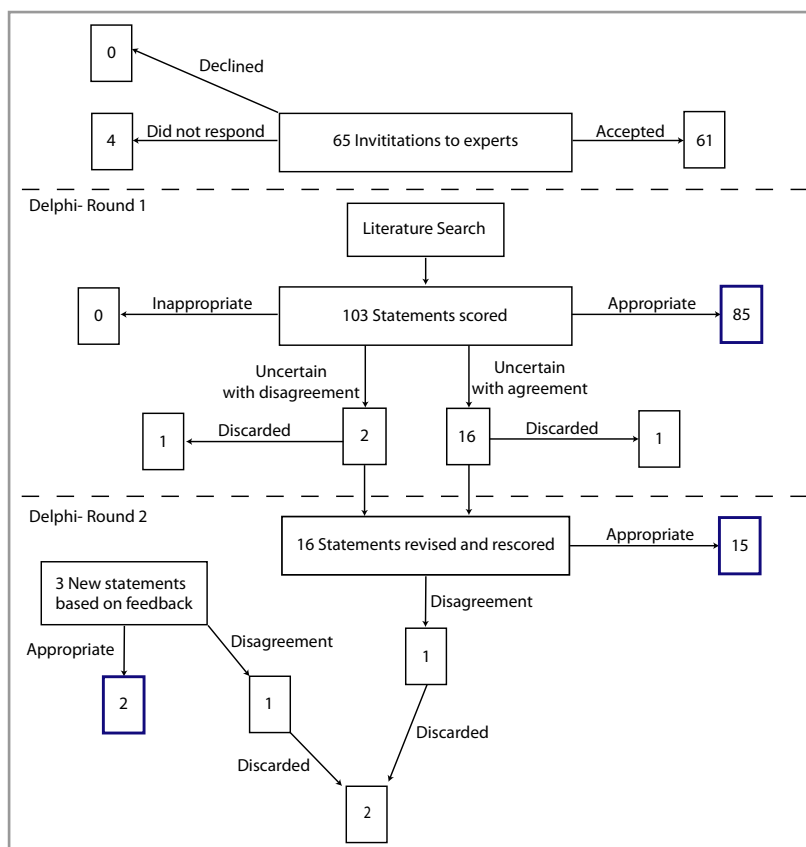 0
Declined
4
Did not respond
65 Invititations to experts
Accepted
61
Delphi- Round 1
Literature Search
0
Inappropriate
103 Statements scored
Appropriate
85
Uncertain
with disagreement
Uncertain
with agreement
1
Discarded
2
16
Discarded
1
Delphi- Round 2
16 Statements revised and rescored
Appropriate
15
3 New statements
based on feedback
Disagreement
Appropriate
Disagreement
1
2
1
Discarded
Discarded
2